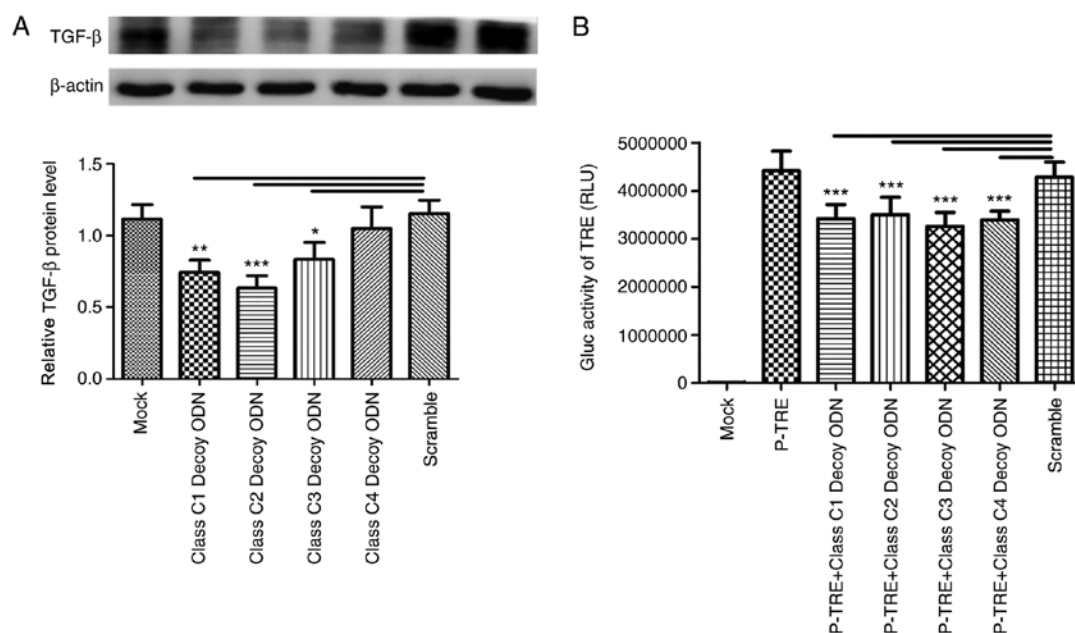 A
TGF-β
β-actin
Relative TGF-β protein level
1.5
1.0
0.5
0.0
**
***
*
Mock
Class C1 Decoy ODN
Class C2 Decoy ODN
Class C3 Decoy ODN
Class C4 Decoy ODN
Scramble
B
Gluc activity of TRE (RLU)
5000000
4000000
3000000
2000000
1000000
0
***
***
***
***
Mock
P-TRE
P-TRE+Class C1 Decoy ODN
P-TRE+Class C2 Decoy ODN
P-TRE+Class C3 Decoy ODN
P-TRE+Class C4 Decoy ODN
Scramble